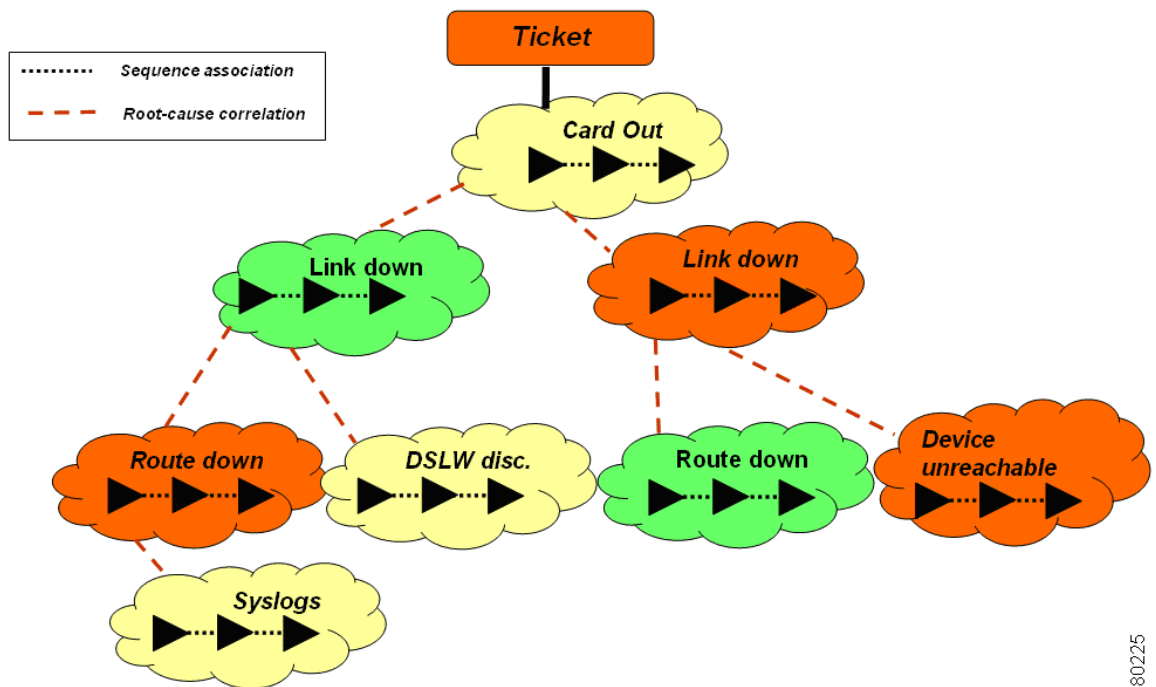 Ticket
Sequence association
Root-cause correlation
Card Out
Link down
Link down
Route down
DSLW disc.
Route down
Device
unreachable
Syslogs
80225